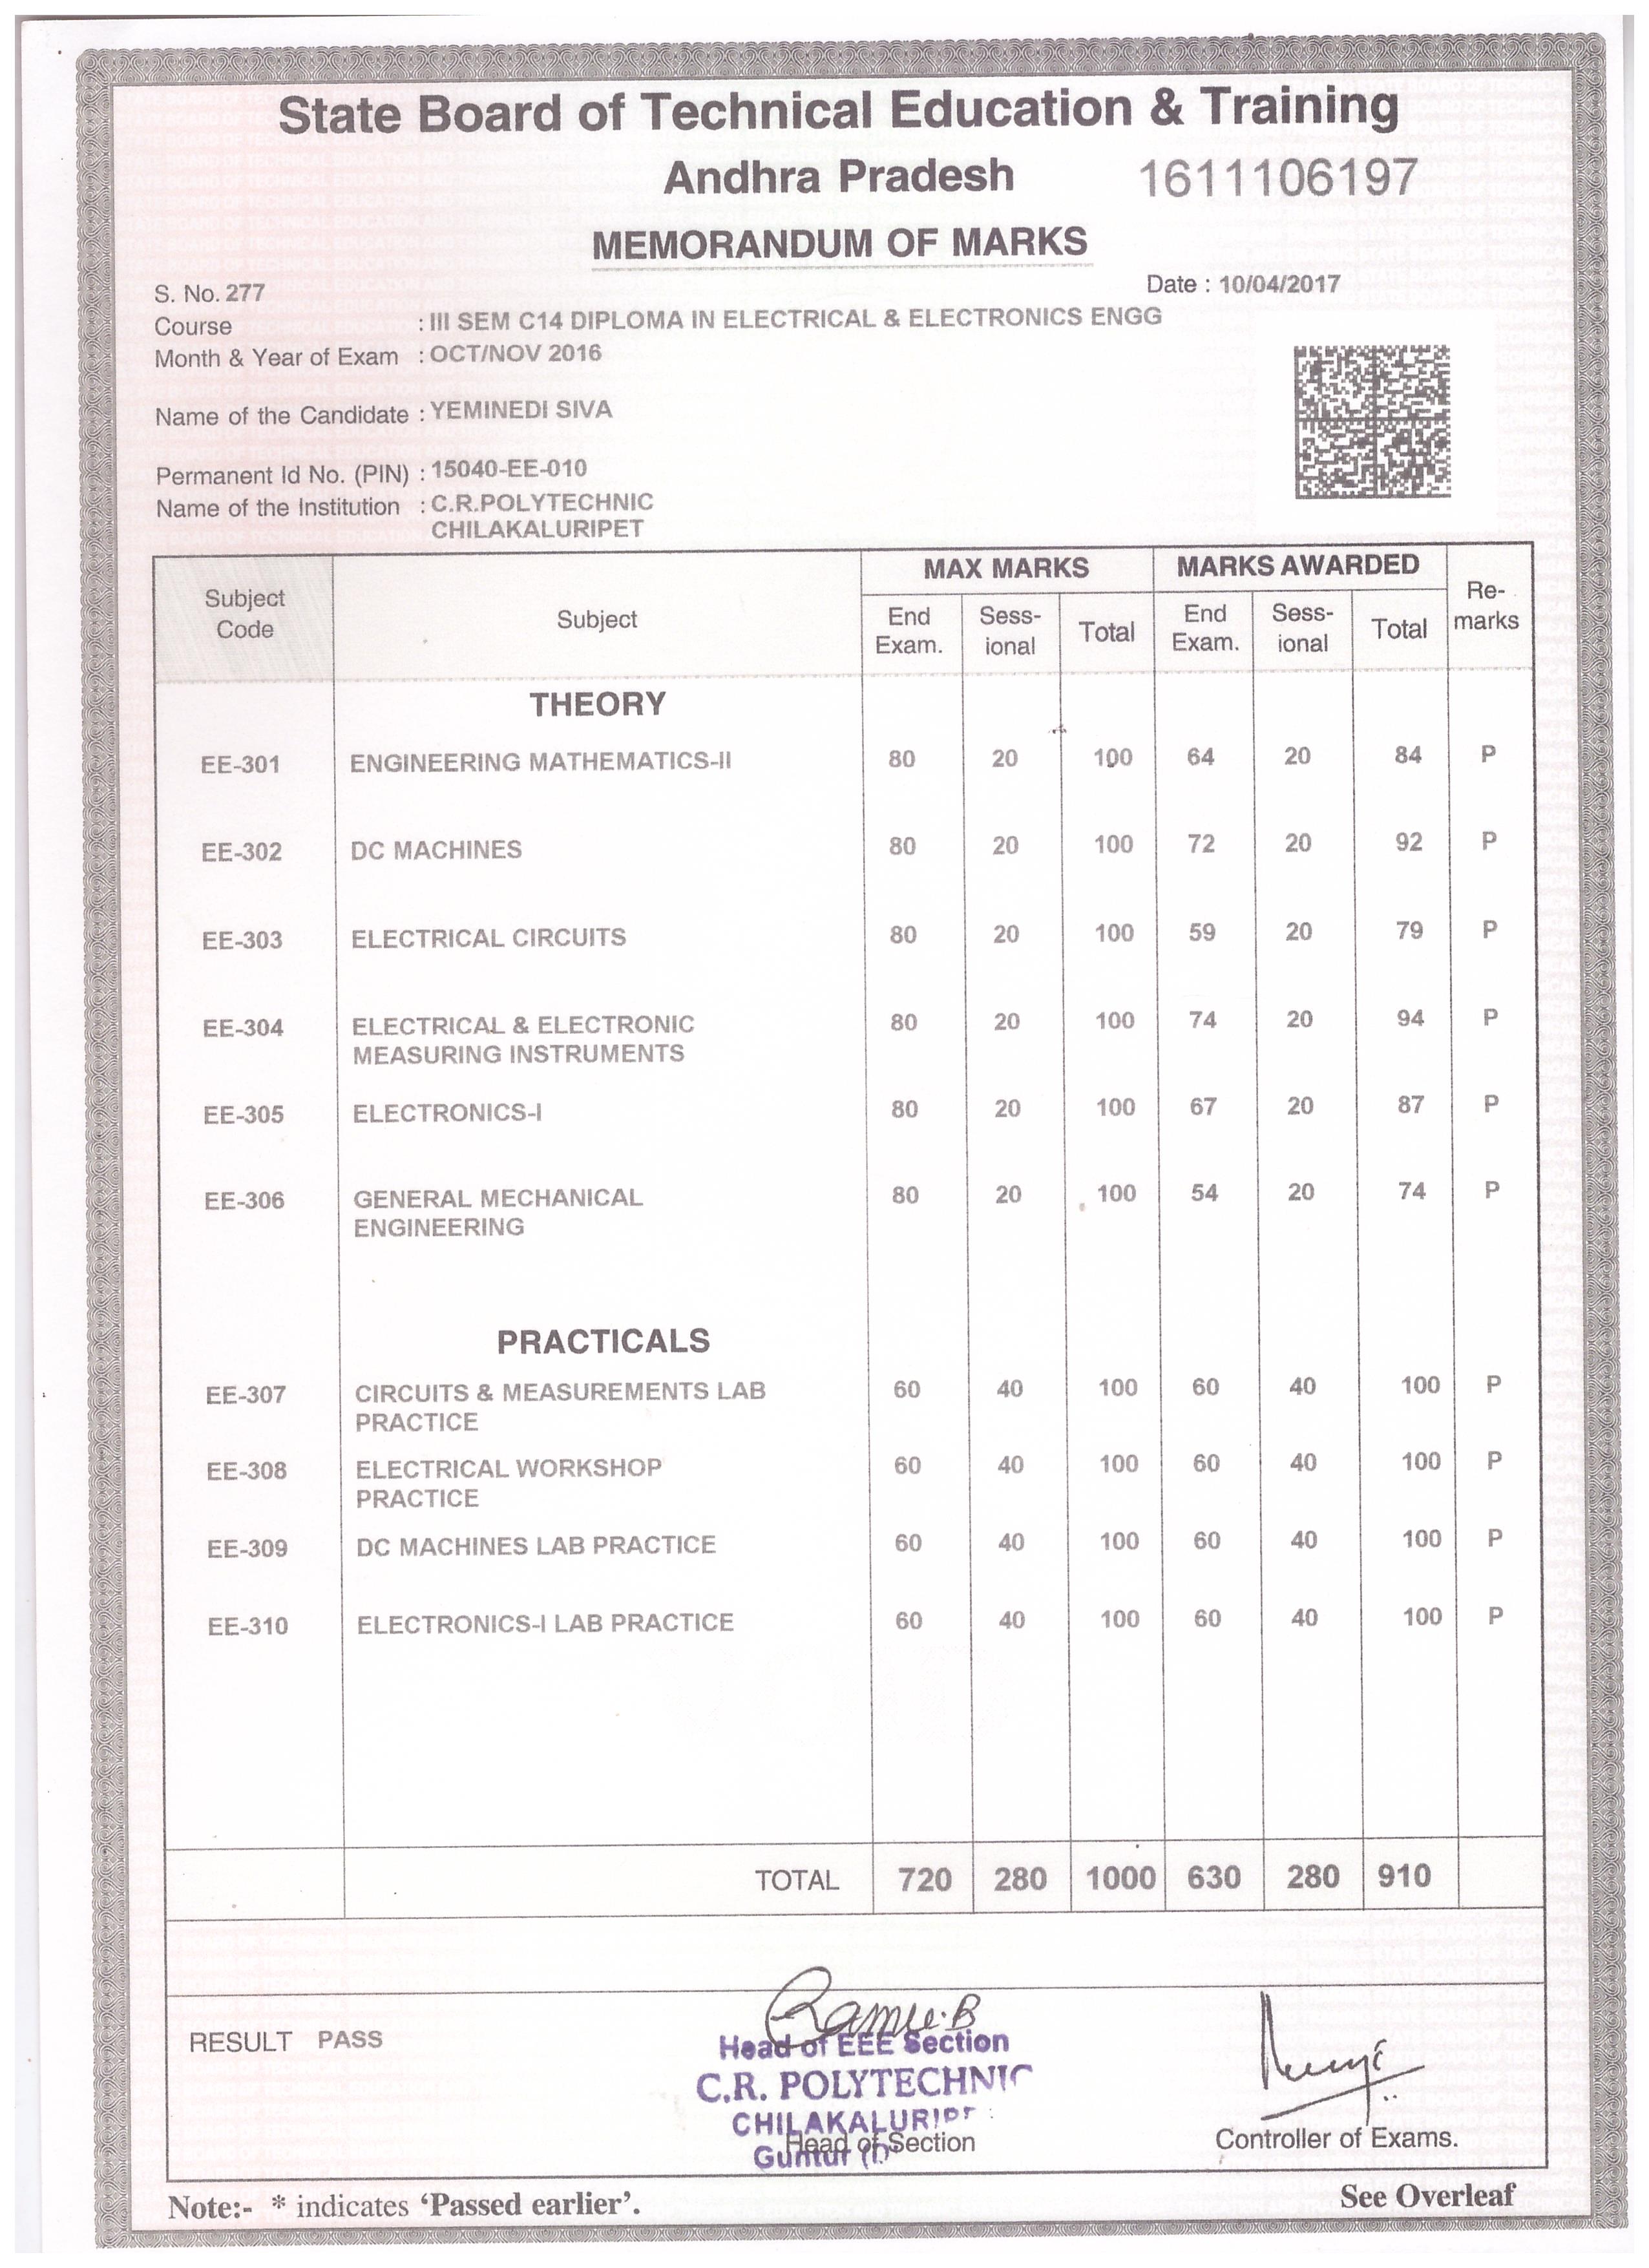 State Board of Technical Education & Training
Andhra Pradesh 1611106197
MEMORANDUM OF MARKS
S. No. 277 Date : 10/04/2017
Course : III SEM C14 DIPLOMA IN ELECTRICAL & ELECTRONICS ENGG
Month & Year of Exam : OCT/NOV 2016
Name of the Candidate : YEMINEDI SIVA
Permanent Id No. (PIN) : 15040-EE-010
Name of the Institution : C.R.POLYTECHNIC
CHILAKALURIPET
MAX MARKS MARKS AWARDED
Subject Code Subject End Exam. Sess-ional Total End Exam. Sess-ional Total Re-marks
THEORY
EE-301 ENGINEERING MATHEMATICS-II 80 20 100 64 20 84 P
EE-302 DC MACHINES 80 20 100 72 20 92 P
EE-303 ELECTRICAL CIRCUITS 80 20 100 59 20 79 P
EE-304 ELECTRICAL & ELECTRONIC 80 20 100 74 20 94 P
MEASURING INSTRUMENTS
EE-305 ELECTRONICS-I 80 20 100 67 20 87 P
EE-306 GENERAL MECHANICAL 80 20 100 54 20 74 P
ENGINEERING
PRACTICALS
EE-307 CIRCUITS & MEASUREMENTS LAB 60 40 100 60 40 100 P
PRACTICE
EE-308 ELECTRICAL WORKSHOP 60 40 100 60 40 100 P
PRACTICE
EE-309 DC MACHINES LAB PRACTICE 60 40 100 60 40 100 P
EE-310 ELECTRONICS-I LAB PRACTICE 60 40 100 60 40 100 P
TOTAL 720 280 1000 630 280 910
RESULT PASS
Head of EEE Section
C.R. POLYTECHNIC
Head of Section Controller of Exams.
Guntur
Note:- * indicates 'Passed earlier'. See Overleaf